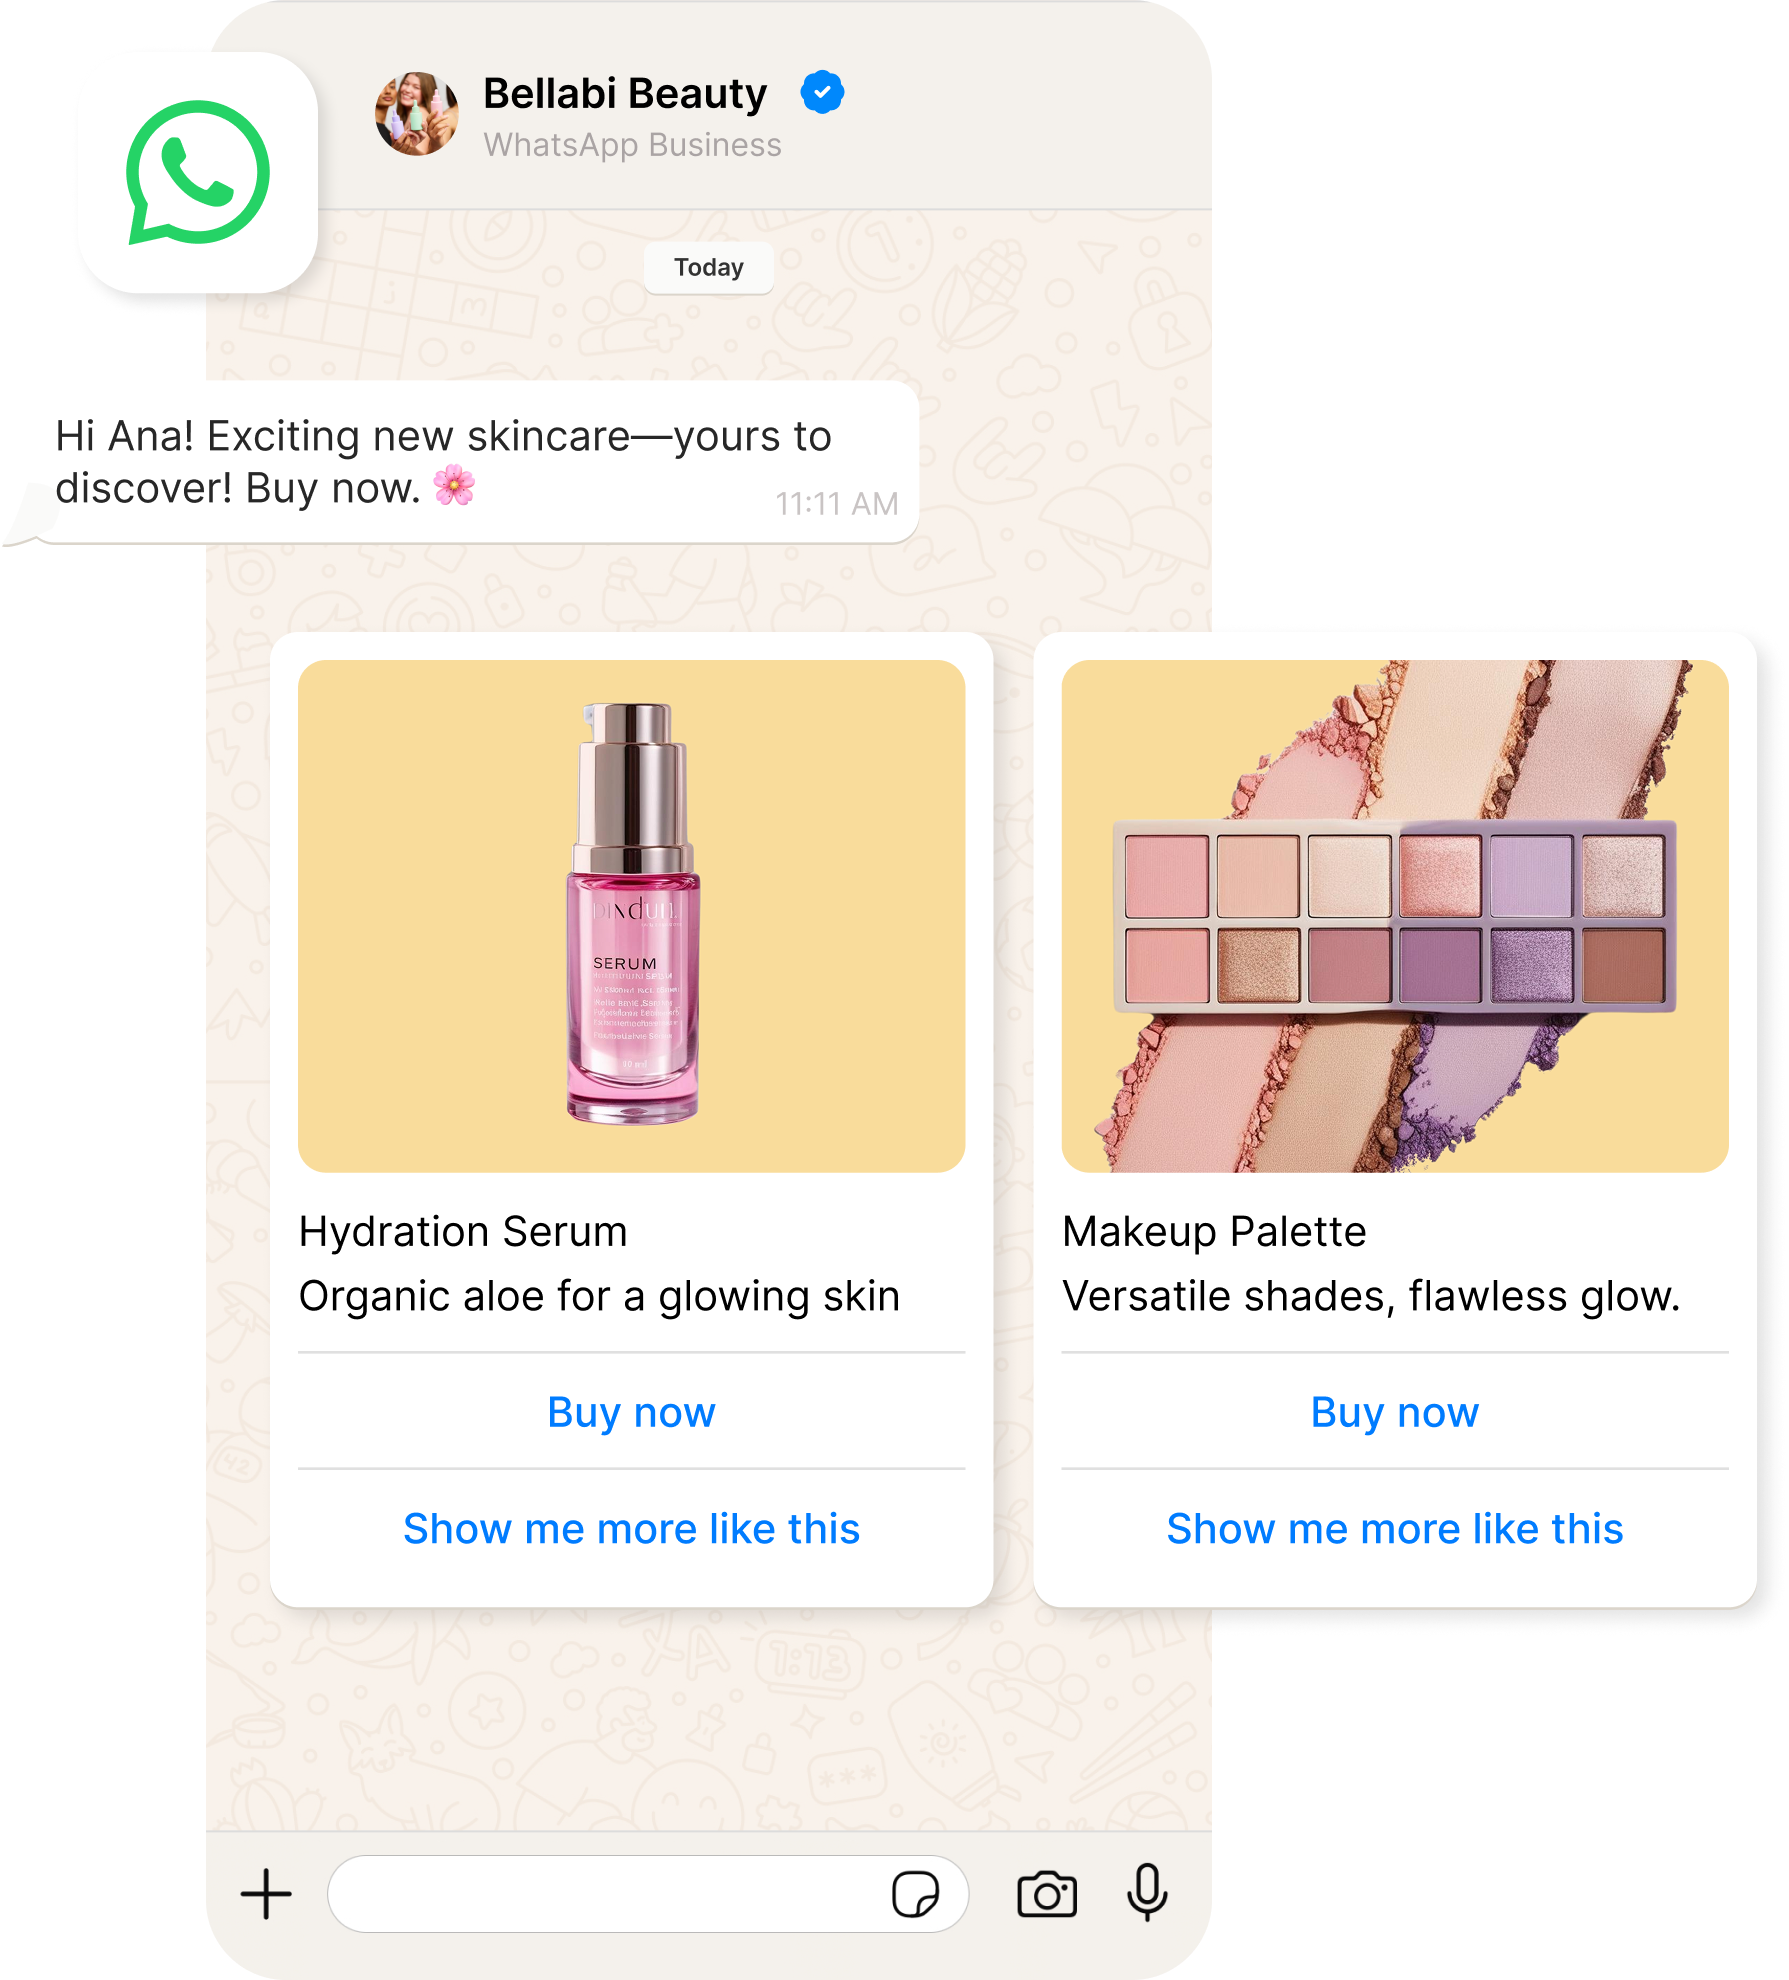 Bellabi Beauty
WhatsApp Business
Today
Hi Ana! Exciting new skincare—yours to
discover! Buy now. 🌸
11:11 AM
SERUM
Hydration Serum
Organic aloe for a glowing skin
Buy now
Show me more like this
Makeup Palette
Versatile shades, flawless glow.
Buy now
Show me more like this